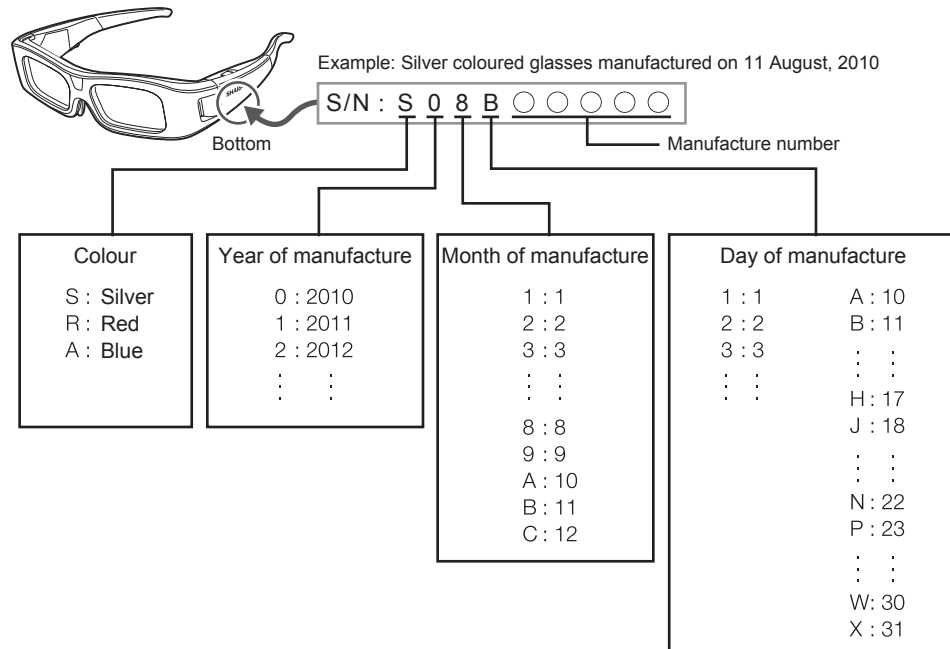 Example: Silver coloured glasses manufactured on 11 August, 2010
SHARP
S/N : S 0 8 B ○ ○ ○ ○ ○
Bottom
Manufacture number
Colour
S : Silver
R : Red
A : Blue
Year of manufacture
0 : 2010
1 : 2011
2 : 2012
: :
Month of manufacture
1 : 1
2 : 2
3 : 3
: :
8 : 8
9 : 9
A : 10
B : 11
C : 12
Day of manufacture
1 : 1
2 : 2
3 : 3
: :
A : 10
B : 11
: :
H : 17
J : 18
: :
N : 22
P : 23
: :
W: 30
X : 31